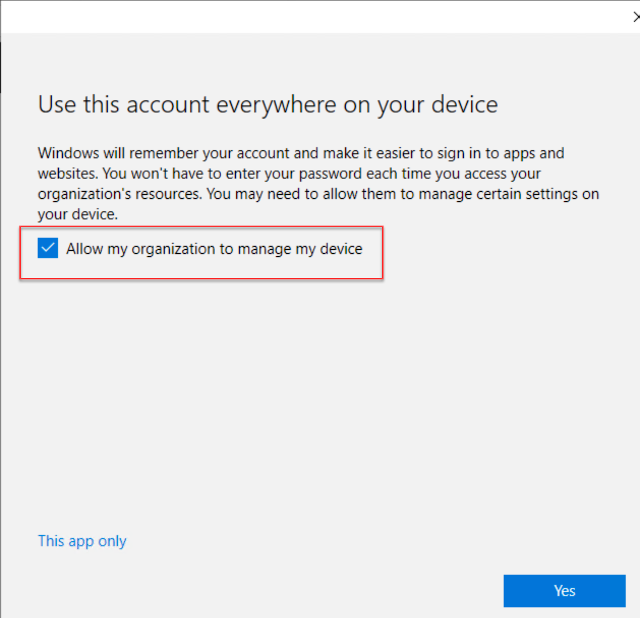 Use this account everywhere on your device
Windows will remember your account and make it easier to sign in to apps and
websites. You won't have to enter your password each time you access your
organization's resources. You may need to allow them to manage certain settings on
your device.
Allow my organization to manage my device
This app only
Yes